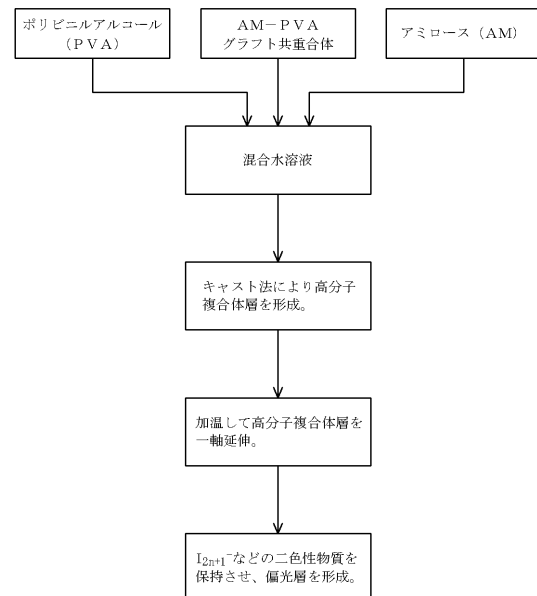 ポリビニルアルコール
（ＰＶＡ）
ＡＭ－ＰＶＡ
グラフト共重合体
アミロース（ＡＭ）
混合水溶液
キャスト法により高分子
複合体層を形成。
加温して高分子複合体層を
一軸延伸。
I₂ₙ₊₁⁻などの二色性物質を
保持させ、偏光層を形成。